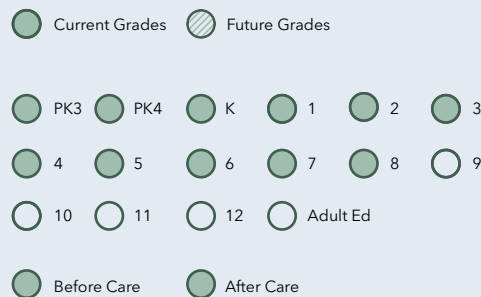 Current Grades Future Grades
PK3 PK4 K 1 2 3
4 5 6 7 8 9
10 11 12 Adult Ed
Before Care After Care